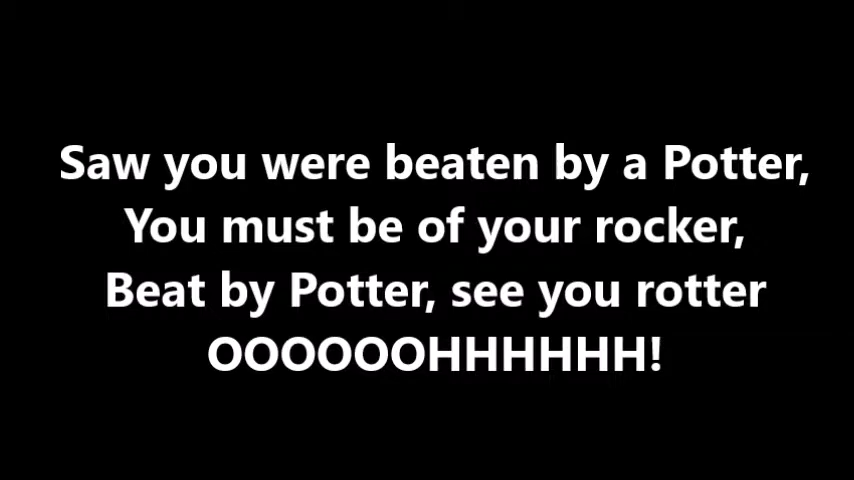 Saw you were beaten by a Potter,
You must be of your rocker,
Beat by Potter, see you rotter
OOOOOOHHHHHH!